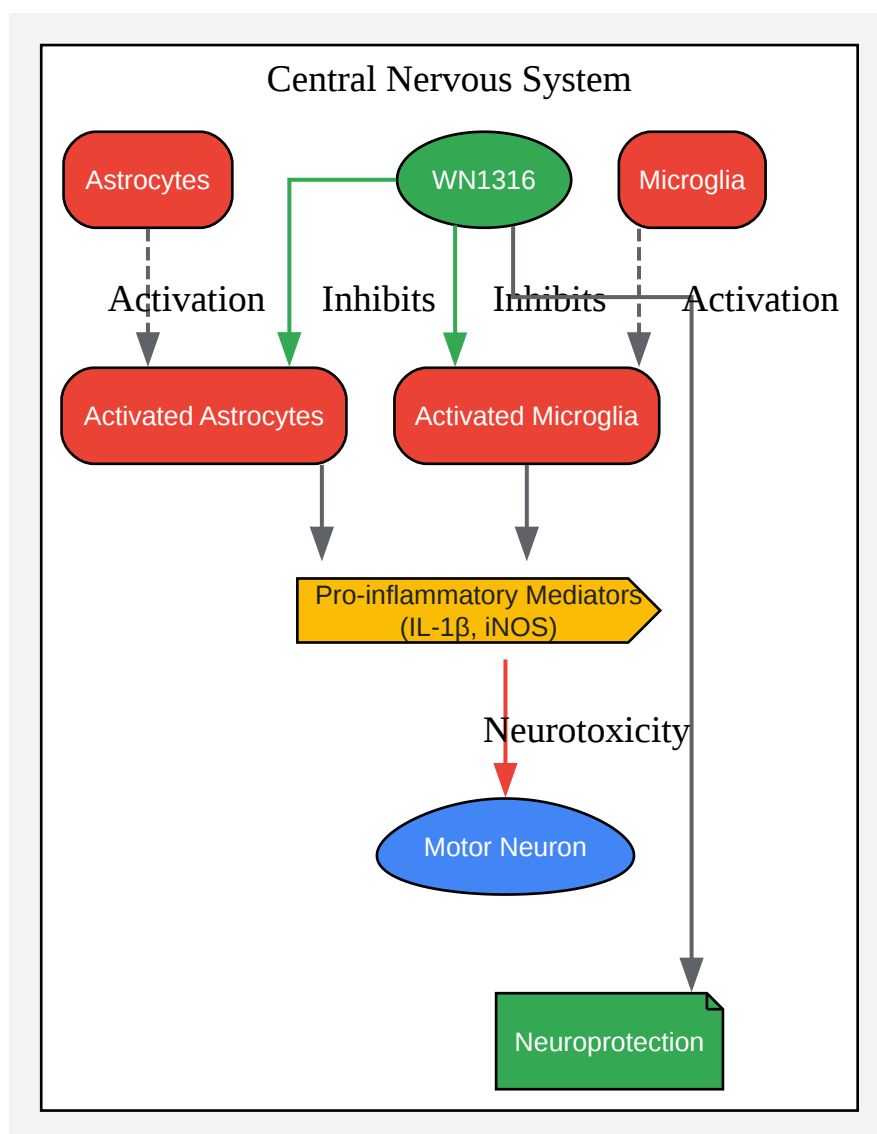 Central Nervous System
Astrocytes
WN1316
Microglia
Activation
Inhibits
Inhibits
Activation
Activated Astrocytes
Activated Microglia
Pro-inflammatory Mediators
(IL-1β, iNOS)
Neurotoxicity
Motor Neuron
Neuroprotection